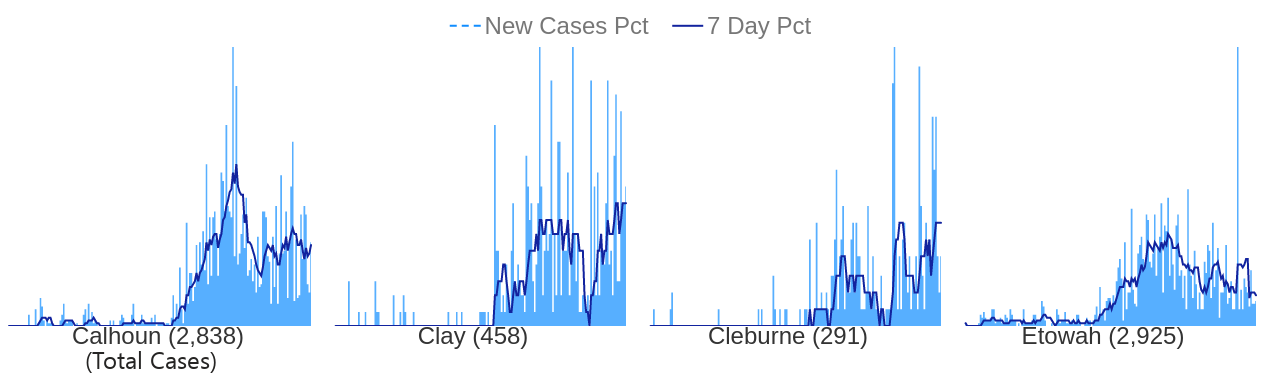 New Cases Pct 7 Day Pct
Calhoun (2,838) Clay (458) Cleburne (291) Etowah (2,925)
(Total Cases)